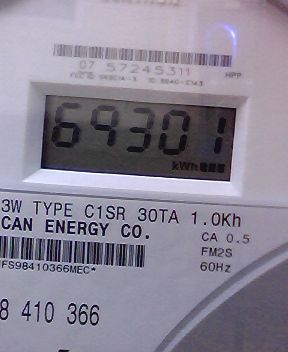 07 57245311
HPP
69301
kWh
3W TYPE C1SR 30TA 1.0Kh
CAN ENERGY CO.
CA 0.5
FM2S
*FS98410366MEC*
60Hz
8 410 366